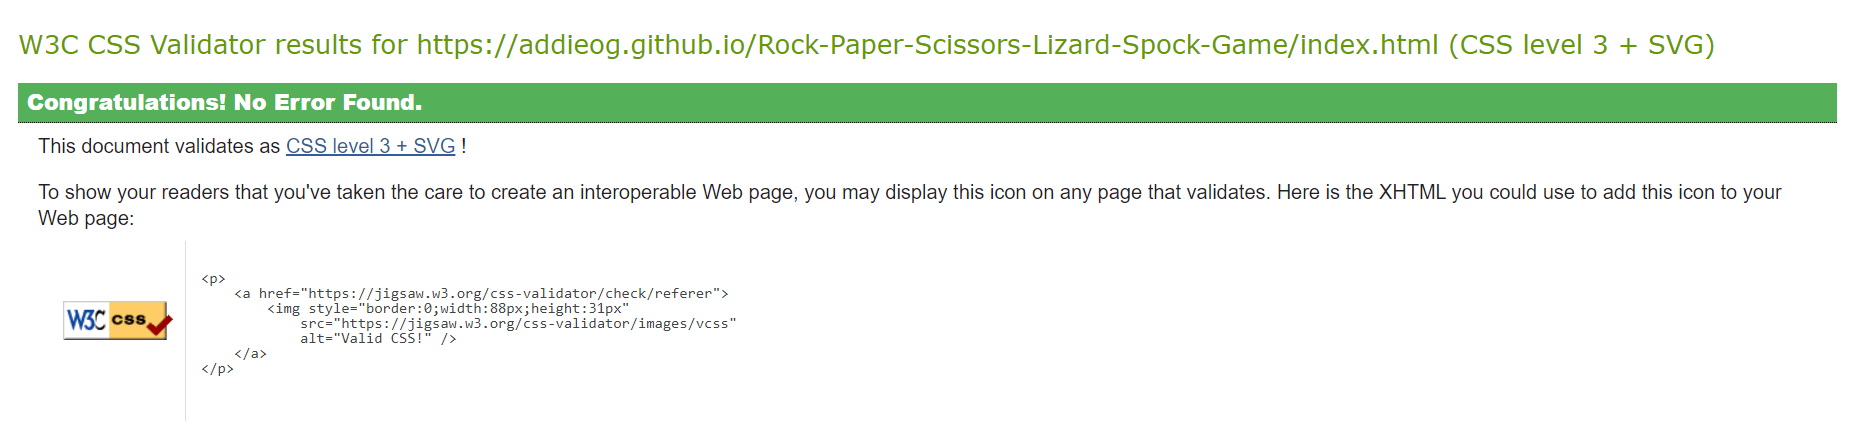 W3C CSS Validator results for https://addieog.github.io/Rock-Paper-Scissors-Lizard-Spock-Game/index.html (CSS level 3 + SVG)
Congratulations! No Error Found.
This document validates as CSS level 3 + SVG !
To show your readers that you've taken the care to create an interoperable Web page, you may display this icon on any page that validates. Here is the XHTML you could use to add this icon to your
Web page:
W3C css
<p>
    <a href="https://jigsaw.w3.org/css-validator/check/referer">
        <img style="border:0;width:88px;height:31px"
            src="https://jigsaw.w3.org/css-validator/images/vcss"
            alt="Valid CSS!" />
    </a>
</p>